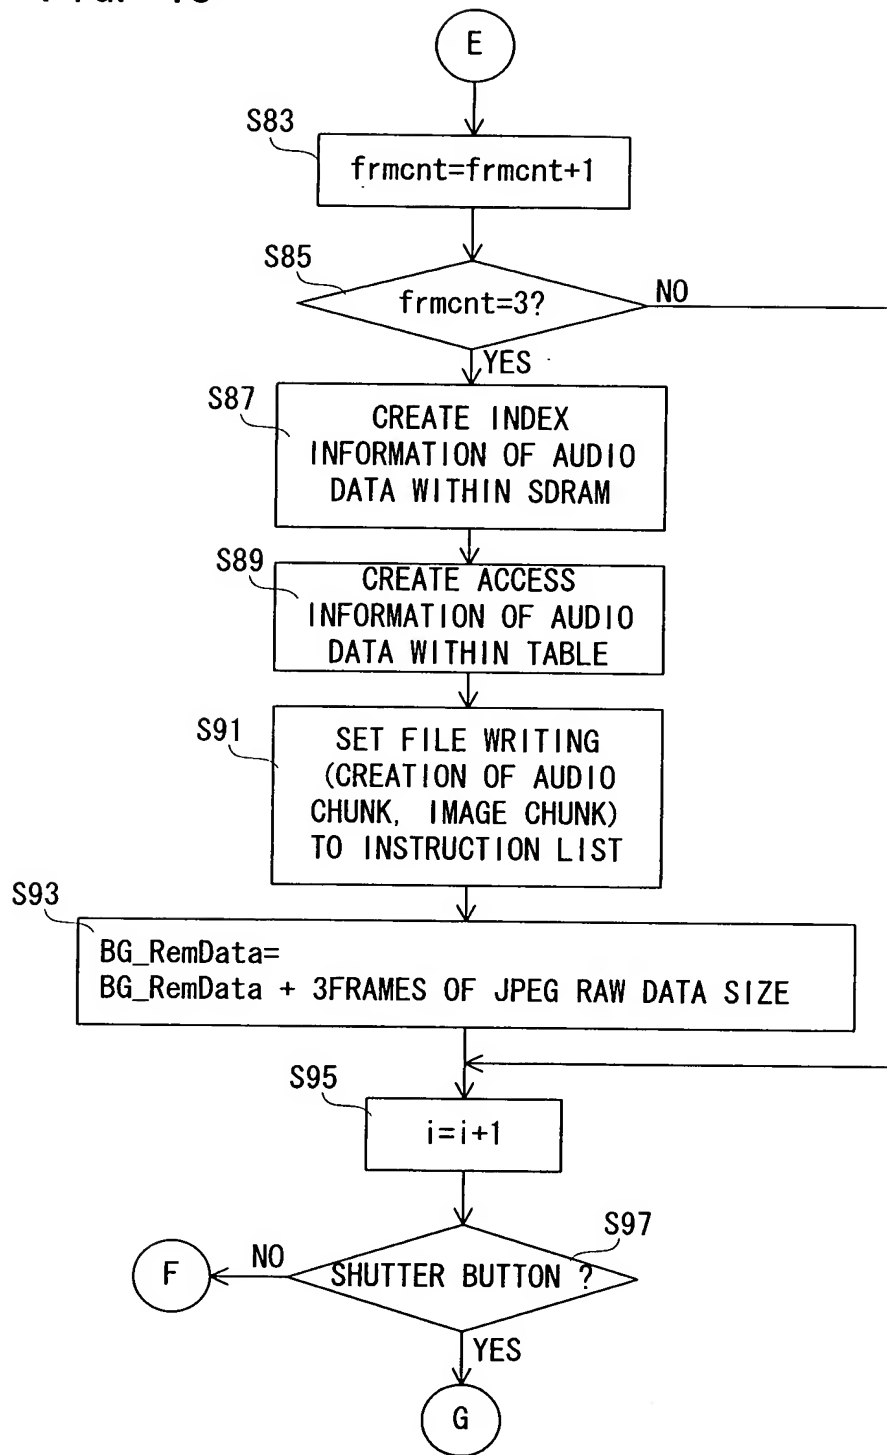 E
S83
frmcnt=frmcnt+1
S85
frmcnt=3?
NO
YES
S87
CREATE INDEX
INFORMATION OF AUDIO
DATA WITHIN SDRAM
S89
CREATE ACCESS
INFORMATION OF AUDIO
DATA WITHIN TABLE
S91
SET FILE WRITING
(CREATION OF AUDIO
CHUNK, IMAGE CHUNK)
TO INSTRUCTION LIST
S93
BG_RemData=
BG_RemData + 3FRAMES OF JPEG RAW DATA SIZE
S95
i=i+1
S97
F
NO
SHUTTER BUTTON ?
YES
G